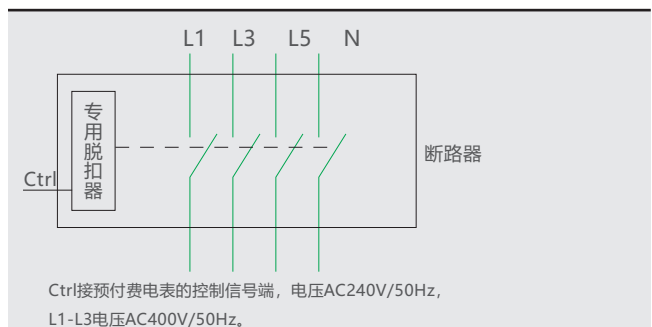 L1 L3 L5 N
专用脱扣器
断路器
Ctrl
Ctrl接预付费电表的控制信号端，电压AC240V/50Hz，
L1-L3电压AC400V/50Hz。